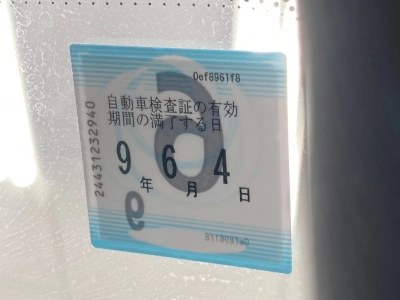 0ef8961f8
自動車検査証の有効
期間の満了する日
9年6月4日
24431232940